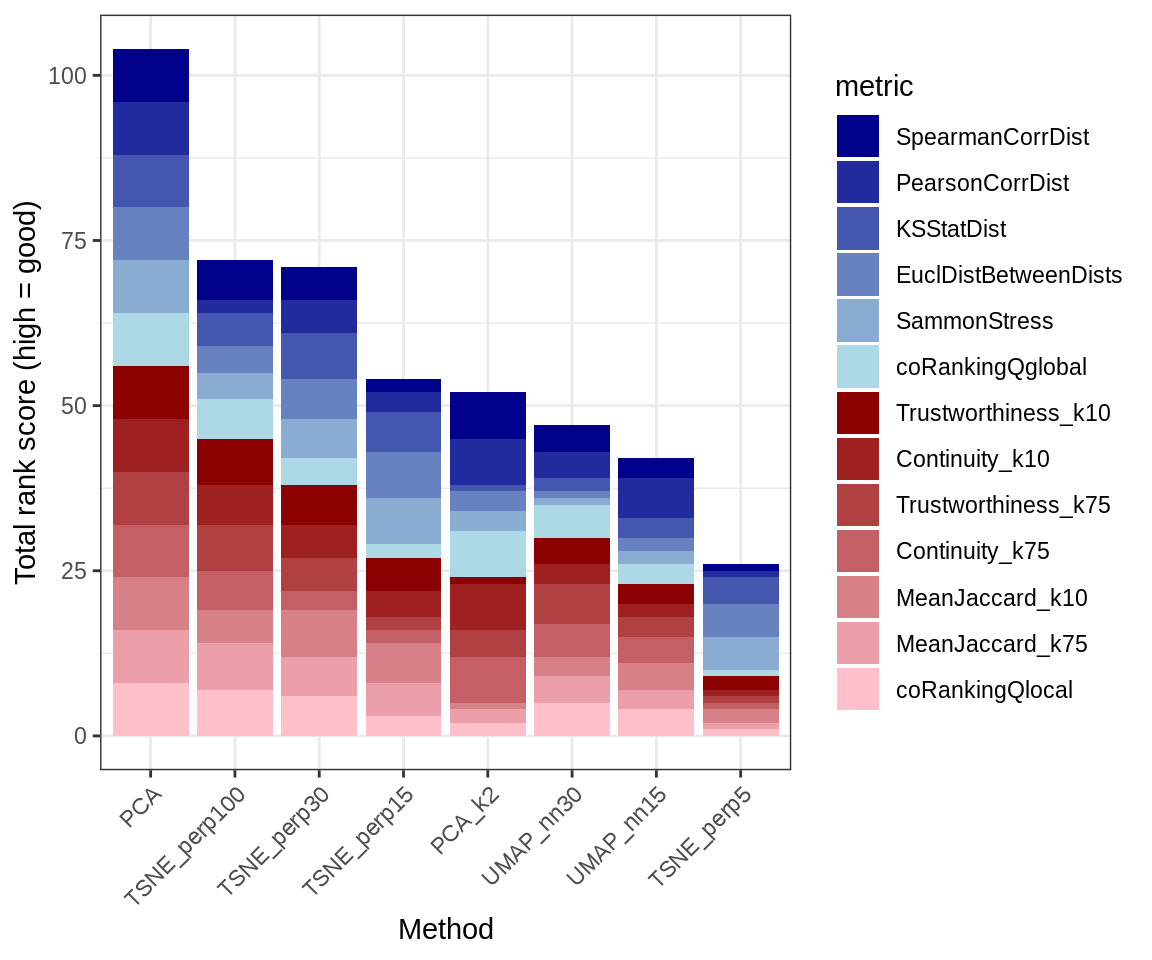 Total rank score (high = good)
100
75
50
25
0
PCA
TSNE_perp100
TSNE_perp30
TSNE_perp15
PCA_k2
UMAP_nn30
UMAP_nn15
TSNE_perp5
Method
metric
SpearmanCorrDist
PearsonCorrDist
KSStatDist
EuclDistBetweenDists
SammonStress
coRankingQglobal
Trustworthiness_k10
Continuity_k10
Trustworthiness_k75
Continuity_k75
MeanJaccard_k10
MeanJaccard_k75
coRankingQlocal